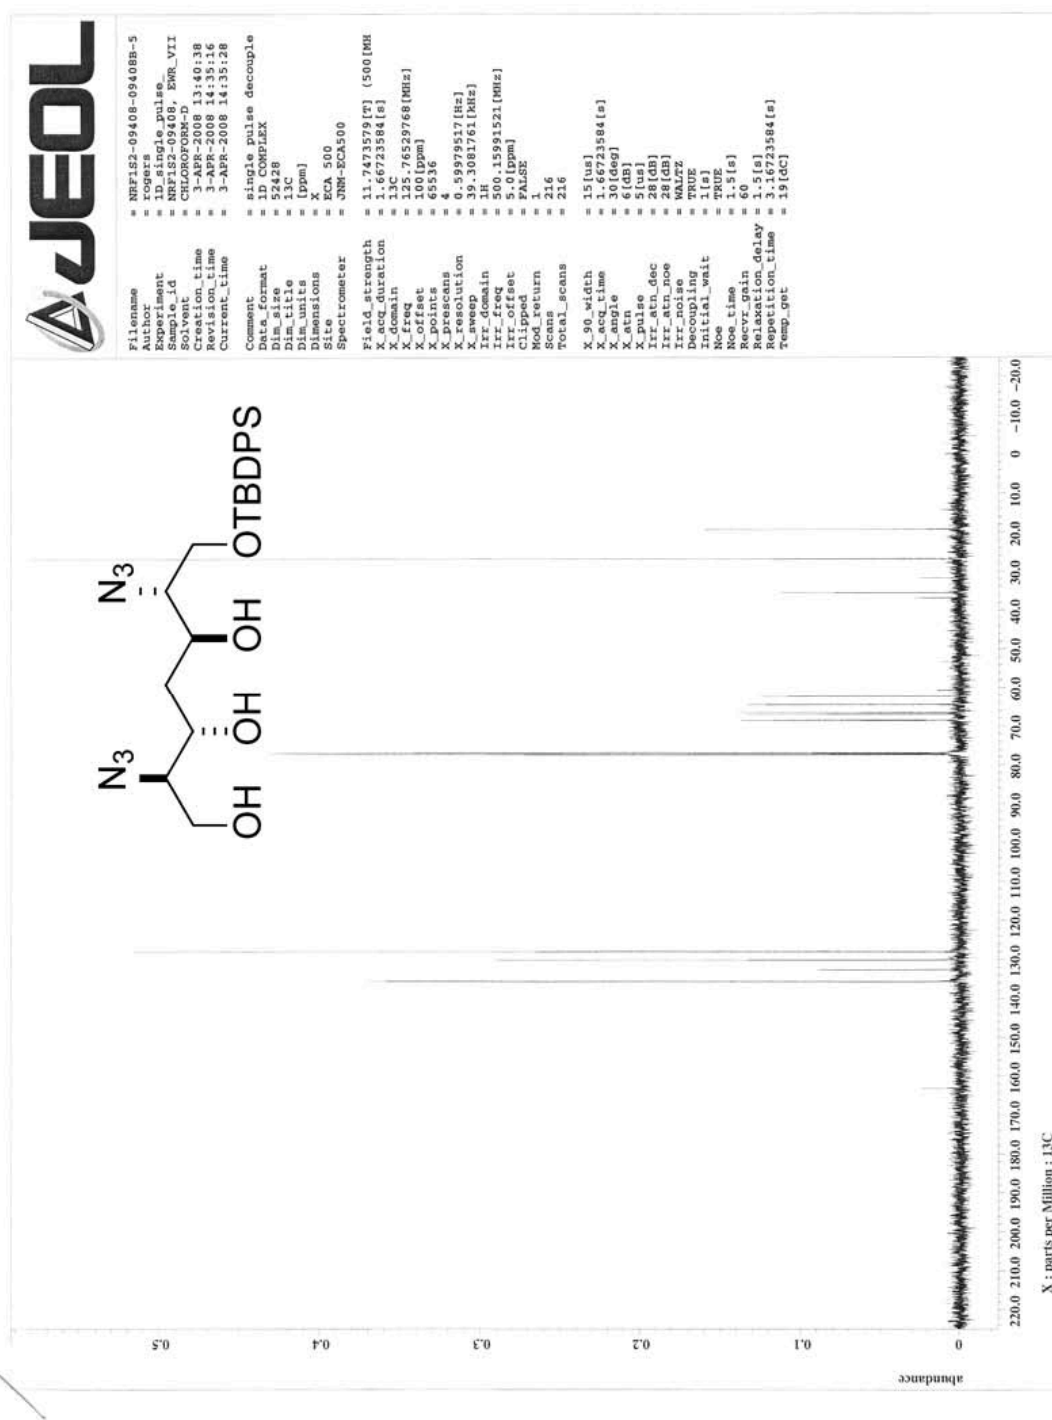 JEOL
Filename = NRF1S2-09408-09408B-5
Author = rogers
Experiment = 1D_single_pulse_
Sample_id = NRF1S2-09408, EWR_VII
Solvent = CHLOROFORM-D
Creation_time = 3-APR-2008 13:40:38
Revision_time = 3-APR-2008 14:35:16
Current_time = 3-APR-2008 14:35:28
Comment = single pulse decouple
Data_format = 1D COMPLEX
Dim_size = 52428
Dim_title = 13C
Dim_units = [ppm]
Dimensions = X
Site = ECA 500
Spectrometer = JNM-ECA500
Field_strength = 11.7473579[T] (500[MH
X_acq_duration = 1.66723584[s]
X_domain = 13C
X_freq = 125.76529768[MHz]
X_offset = 100[ppm]
X_points = 65536
X_prescans = 4
X_resolution = 0.59979517[Hz]
X_sweep = 39.3081761[kHz]
Irr_domain = 1H
Irr_freq = 500.15991521[MHz]
Irr_offset = 5.0[ppm]
Clipped = FALSE
Mod_return = 1
Scans = 216
Total_scans = 216
X_90_width = 15[us]
X_acq_time = 1.66723584[s]
X_angle = 30[deg]
X_atn = 6[dB]
X_pulse = 5[us]
Irr_atn_dec = 28[dB]
Irr_atn_noe = 28[dB]
Irr_noise = WALTZ
Decoupling = TRUE
Initial_wait = 1[s]
Noe = TRUE
Noe_time = 1.5[s]
Recvr_gain = 60
Relaxation_delay = 1.5[s]
Repetition_time = 3.16723584[s]
Temp_get = 19[dC]
N3 N3
OH OH OH OTBDPS
abundance
0 0.1 0.2 0.3 0.4 0.5
220.0 210.0 200.0 190.0 180.0 170.0 160.0 150.0 140.0 130.0 120.0 110.0 100.0 90.0 80.0 70.0 60.0 50.0 40.0 30.0 20.0 10.0 0 -10.0 -20.0
X : parts per Million : 13C